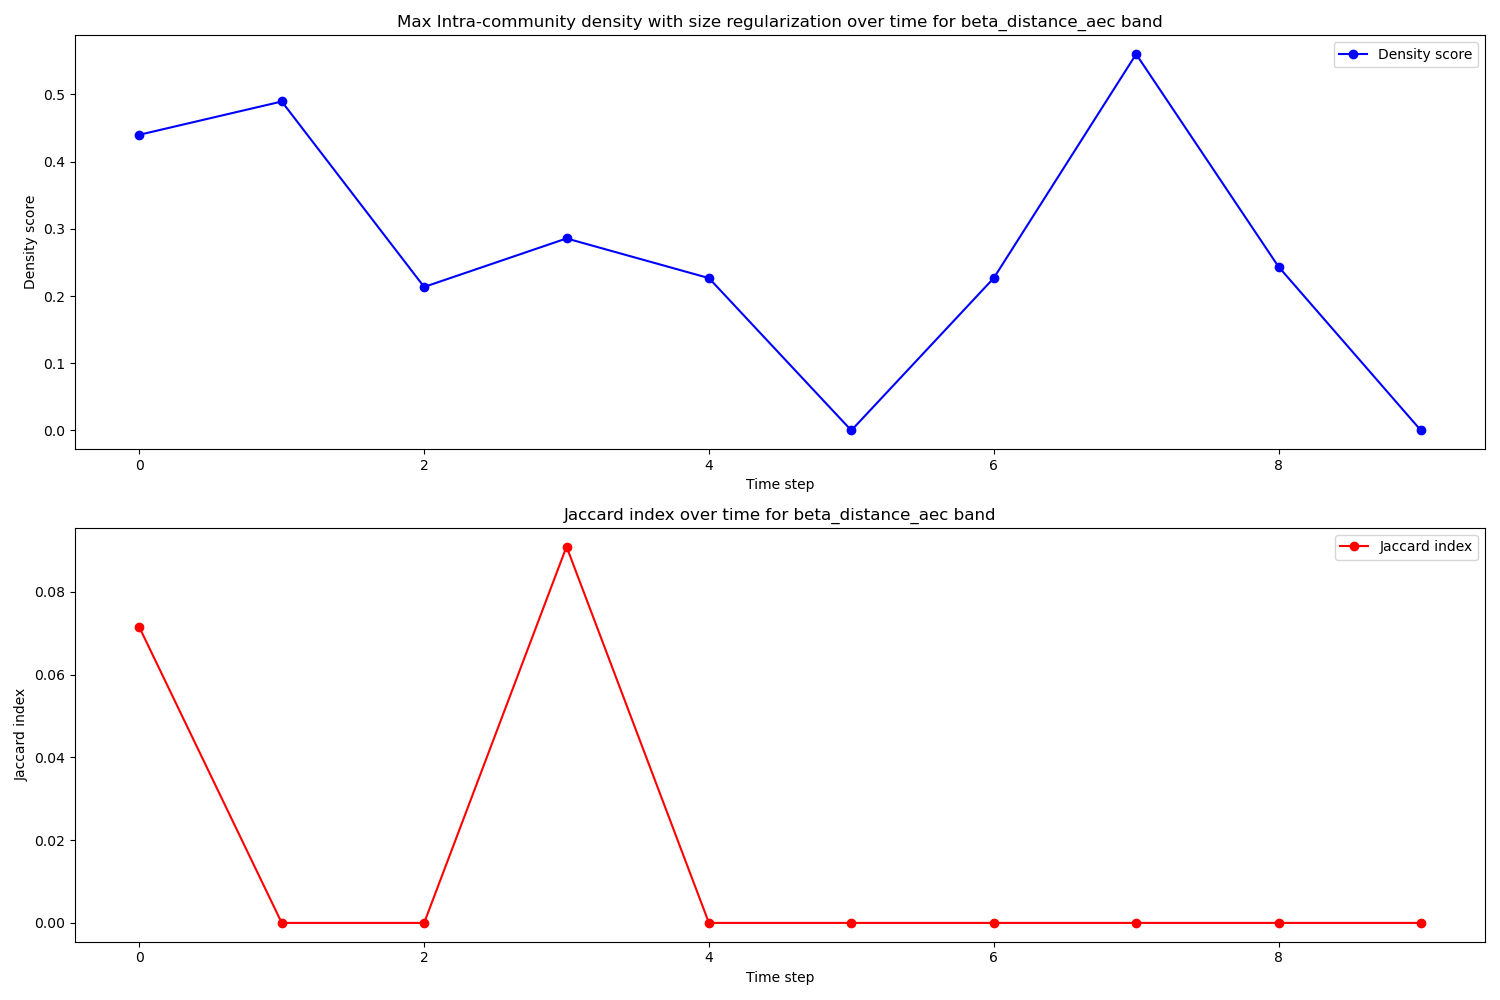 Max Intra-community density with size regularization over time for beta_distance_aec band
Density score
0.5
0.4
0.3
0.2
0.1
0.0
Density score
0 2 4 6 8
Time step
Jaccard index over time for beta_distance_aec band
Jaccard index
0.08
0.06
0.04
0.02
0.00
Jaccard index
0 2 4 6 8
Time step